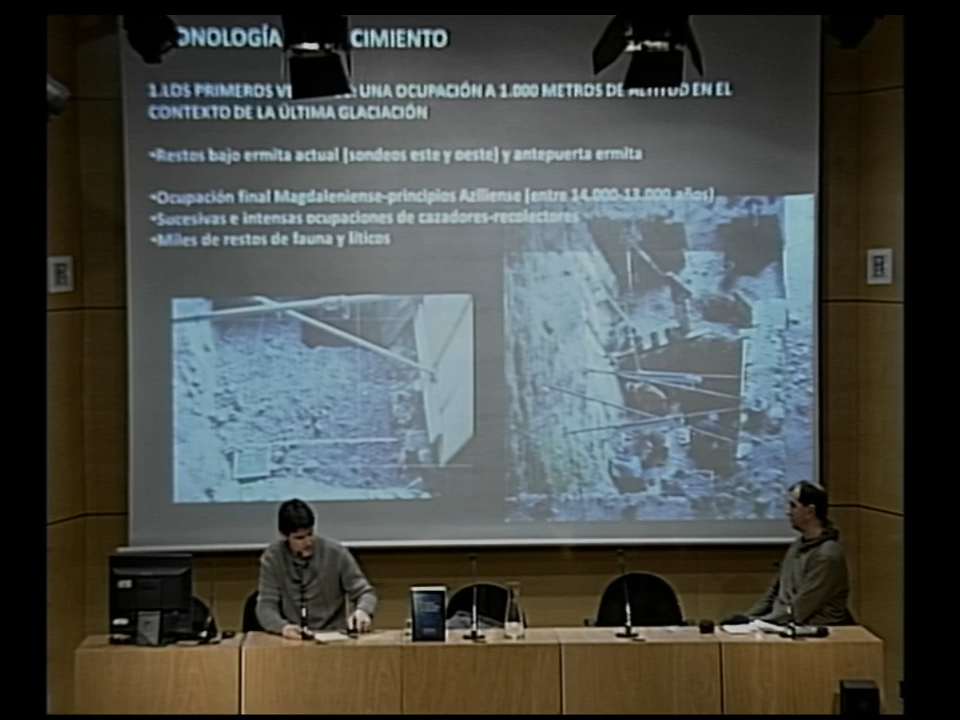 ONOLOGÍA CIMIENTO
1.LOS PRIMEROS UNA OCUPACIÓN A 1.000 METROS DE ALTITUD EN EL
CONTEXTO DE LA ÚLTIMA GLACIACIÓN
•Restos bajo ermita actual (sondeos este y oeste) y antepuerta ermita
•Ocupación final Magdaleniense-principios Aziliense (entre 14.000-13.000 años)
•Sucesivas e intensas ocupaciones de cazadores-recolectores
•Miles de restos de fauna y líticos